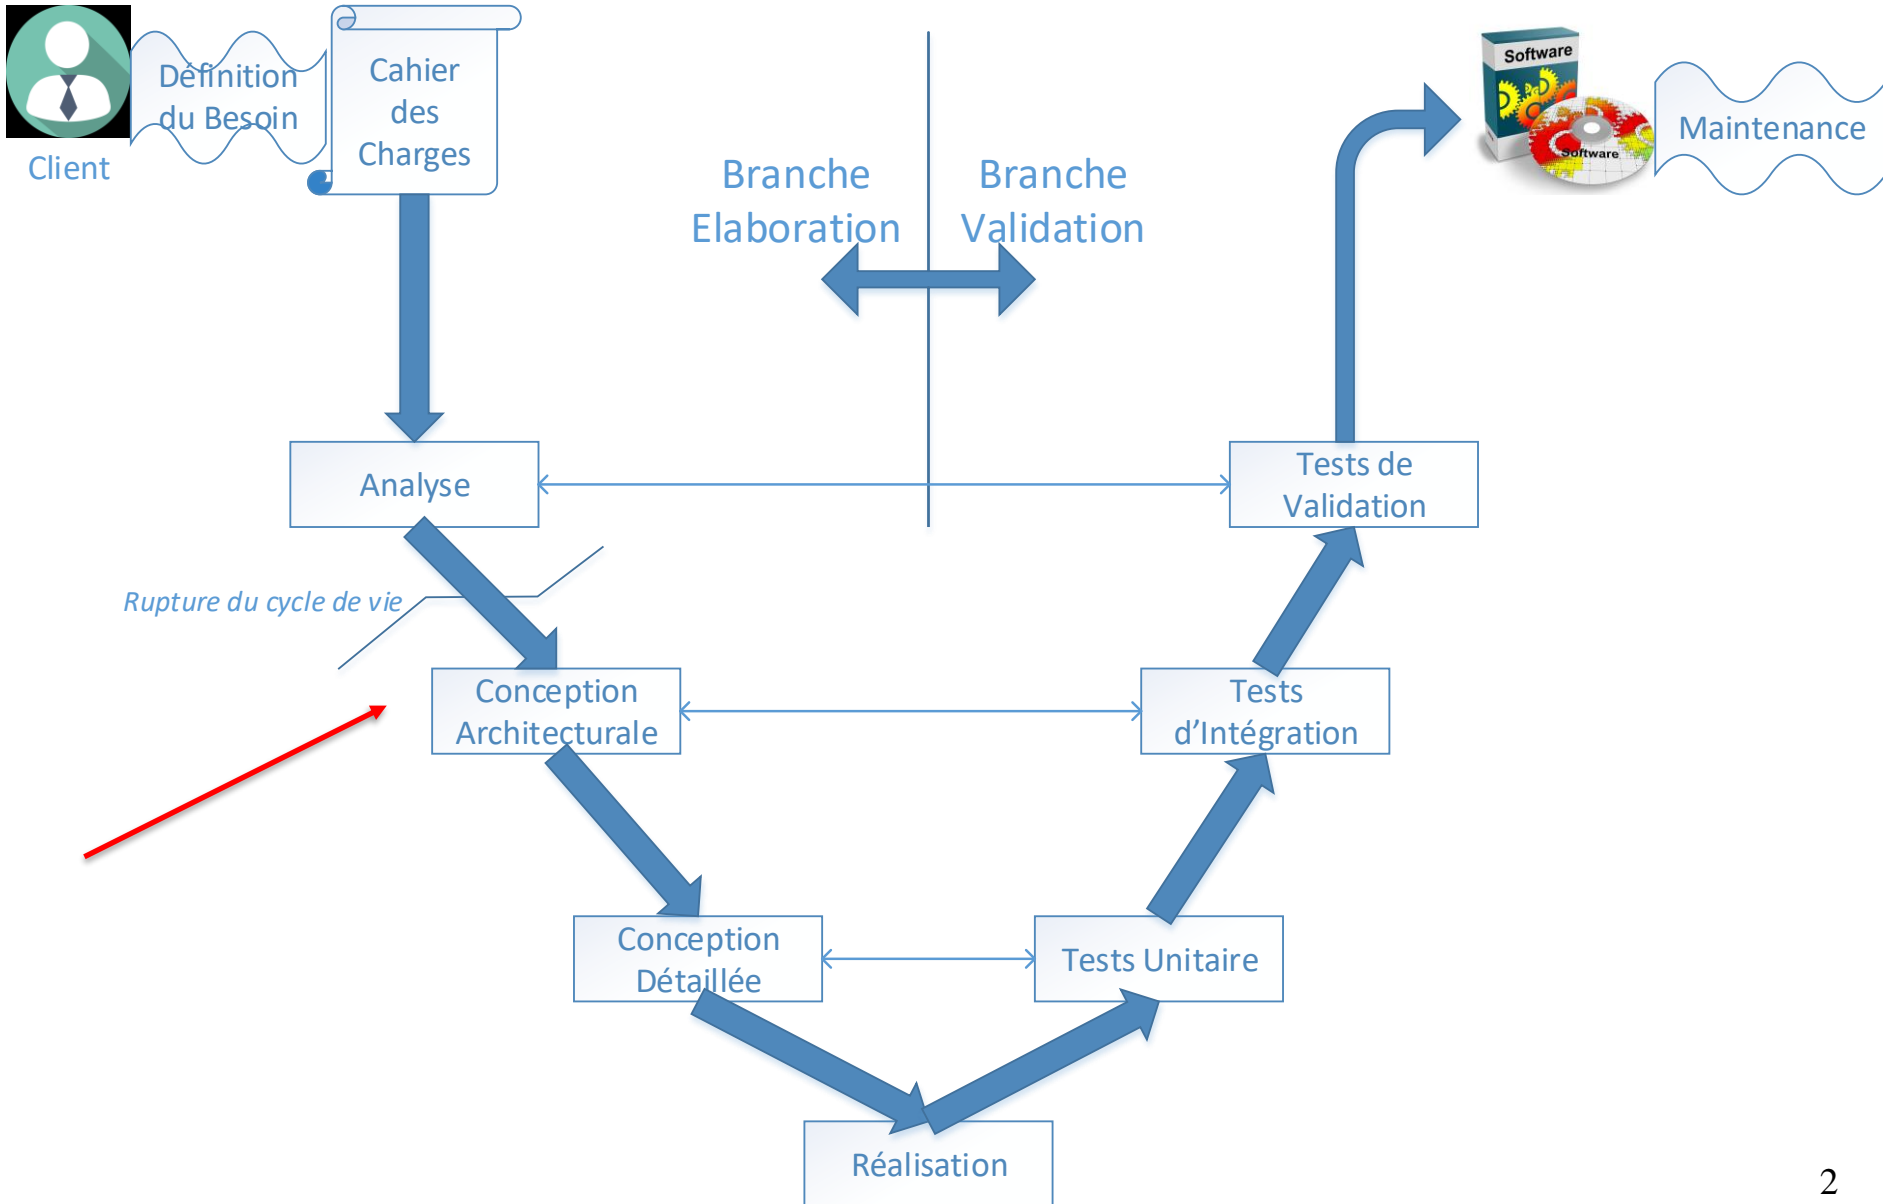 Client
Définition
du Besoin
Cahier
des
Charges
Branche
Elaboration
Branche
Validation
Software
Software
Maintenance
Analyse
Tests de
Validation
Rupture du cycle de vie
Conception
Architecturale
Tests
d’Intégration
Conception
Détaillée
Tests Unitaire
Réalisation
2